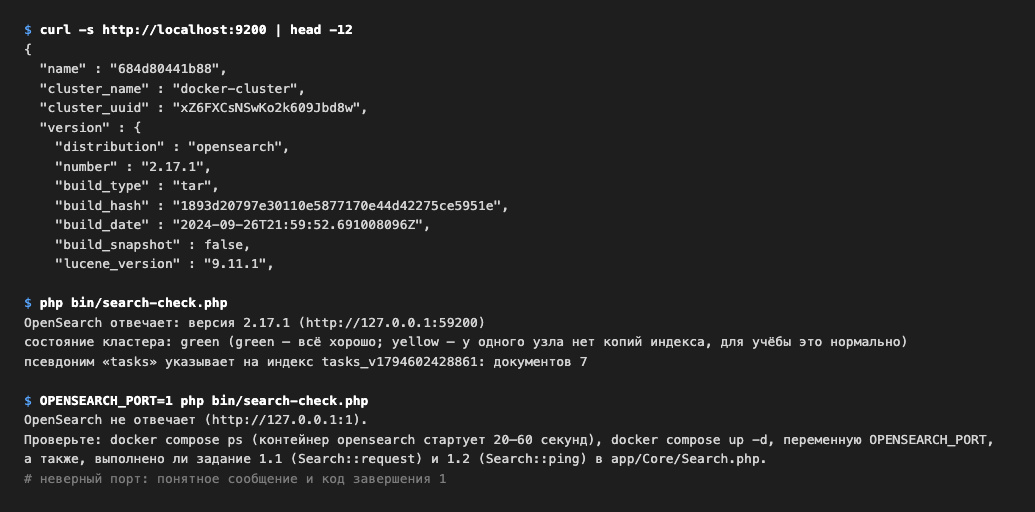 $ curl -s http://localhost:9200 | head -12
{
  "name" : "684d80441b88",
  "cluster_name" : "docker-cluster",
  "cluster_uuid" : "xZ6FXCsNSwKo2k609Jbd8w",
  "version" : {
    "distribution" : "opensearch",
    "number" : "2.17.1",
    "build_type" : "tar",
    "build_hash" : "1893d20797e30110e5877170e44d42275ce5951e",
    "build_date" : "2024-09-26T21:59:52.691008096Z",
    "build_snapshot" : false,
    "lucene_version" : "9.11.1",
$ php bin/search-check.php
OpenSearch отвечает: версия 2.17.1 (http://127.0.0.1:59200)
состояние кластера: green (green — всё хорошо; yellow — у одного узла нет копий индекса, для учёбы это нормально)
псевдоним «tasks» указывает на индекс tasks_v1794602428861: документов 7
$ OPENSEARCH_PORT=1 php bin/search-check.php
OpenSearch не отвечает (http://127.0.0.1:1).
Проверьте: docker compose ps (контейнер opensearch стартует 20–60 секунд), docker compose up -d, переменную OPENSEARCH_PORT,
а также, выполнено ли задание 1.1 (Search::request) и 1.2 (Search::ping) в app/Core/Search.php.
# неверный порт: понятное сообщение и код завершения 1